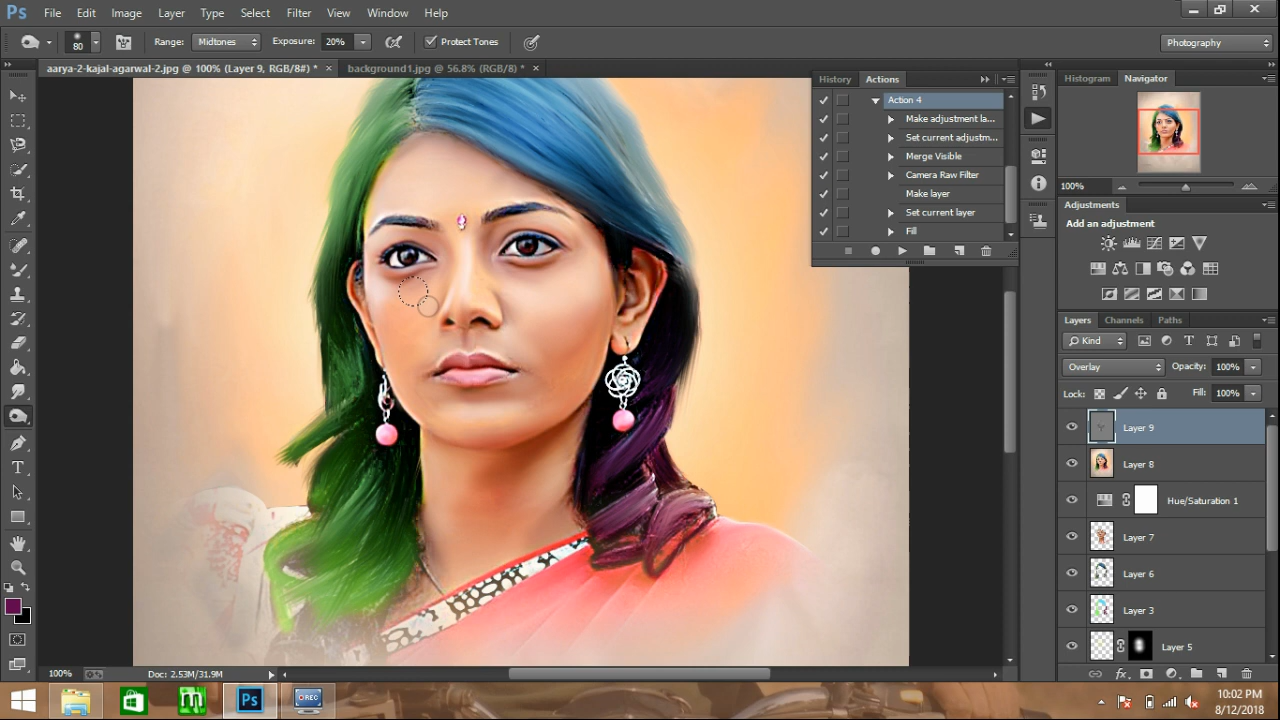 Ps File Edit Image Layer Type Select Filter View Window Help
80 Range: Midtones Exposure: 20% Protect Tones Photography
aarya-2-kajal-agarwal-2.jpg @ 100% (Layer 9, RGB/8#) * × background1.jpg @ 56.8% (RGB/8) * ×
History Actions
Action 4
Make adjustment la...
Set current adjustm...
Merge Visible
Camera Raw Filter
Make layer
Set current layer
Fill
Histogram Navigator
100%
Adjustments
Add an adjustment
Layers Channels Paths
Kind
Overlay Opacity: 100%
Lock: Fill: 100%
Layer 9
Layer 8
Hue/Saturation 1
Layer 7
Layer 6
Layer 3
Layer 5
100% Doc: 2.53M/31.9M
Ps REC
10:02 PM
8/12/2018